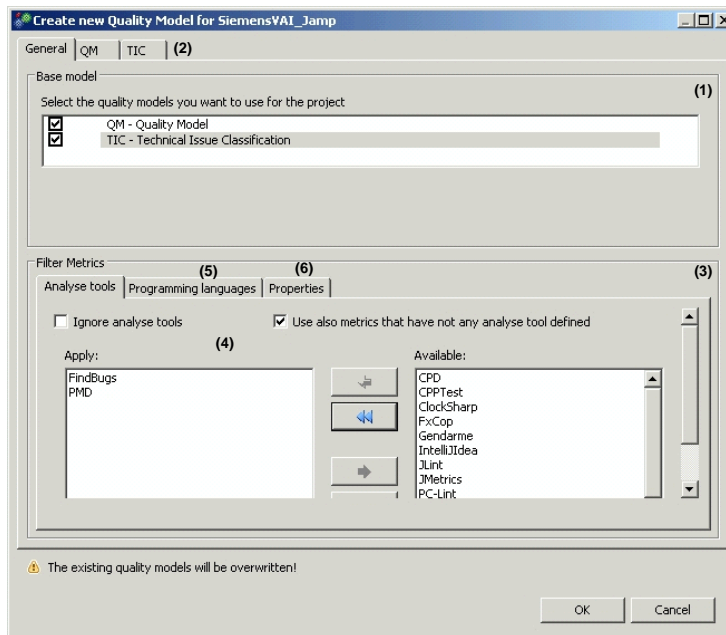 Create new Quality Model for SiemensVAI_Jamp
General QM TIC (2)
Base model
(1)
Select the quality models you want to use for the project
QM - Quality Model
TIC - Technical Issue Classification
Filter Metrics
(5) (6) (3)
Analyse tools Programming languages Properties
Ignore analyse tools Use also metrics that have not any analyse tool defined
(4)
Apply: Available:
FindBugs
PMD
CPD
CPPTest
ClockSharp
FxCop
Gendarme
IntelliJIdea
JLint
JMetrics
PC-Lint
The existing quality models will be overwritten!
OK Cancel